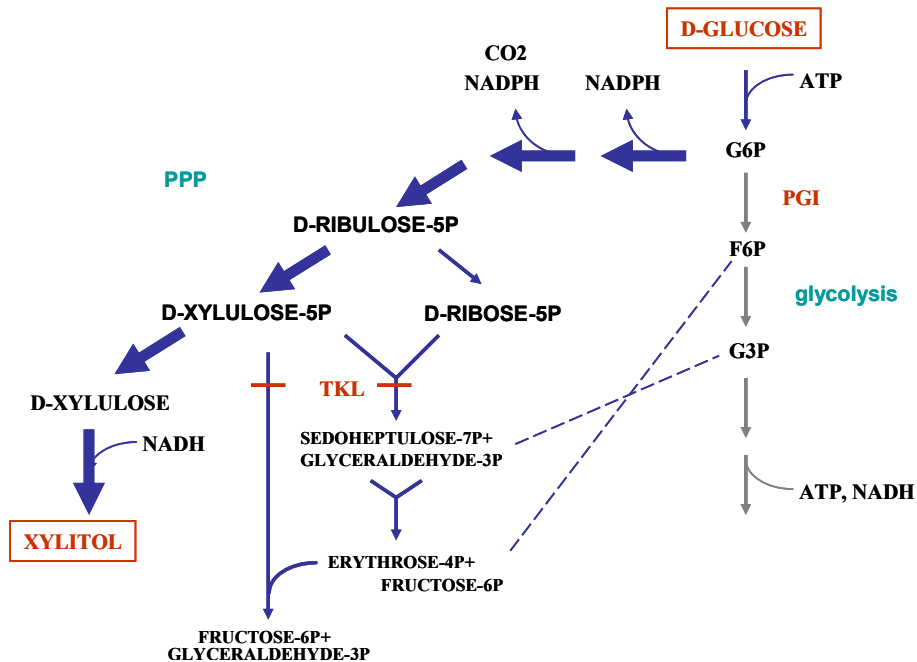 D-GLUCOSE
CO2
NADPH
NADPH
ATP
G6P
PPP
PGI
D-RIBULOSE-5P
F6P
glycolysis
D-XYLULOSE-5P
D-RIBOSE-5P
G3P
TKL
D-XYLULOSE
NADH
SEDOHEPTULOSE-7P+
GLYCERALDEHYDE-3P
ATP, NADH
XYLITOL
ERYTHROSE-4P+
FRUCTOSE-6P
FRUCTOSE-6P+
GLYCERALDEHYDE-3P